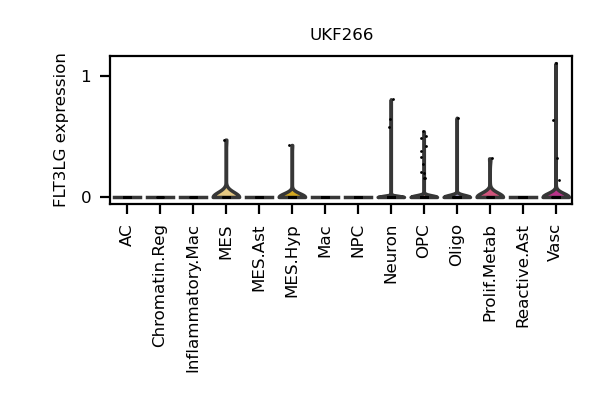 UKF266
FLT3LG expression
1
0
AC
Chromatin.Reg
Inflammatory.Mac
MES
MES.Ast
MES.Hyp
Mac
NPC
Neuron
OPC
Oligo
Prolif.Metab
Reactive.Ast
Vasc